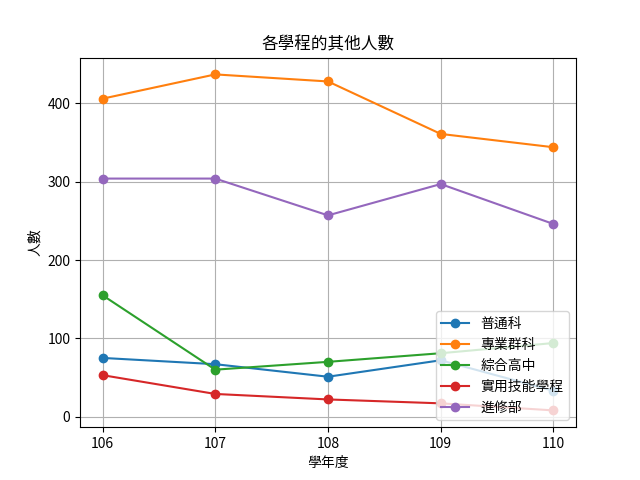 各學程的其他人數
人數
400
300
200
100
0
106
107
108
109
110
學年度
普通科
專業群科
綜合高中
實用技能學程
進修部